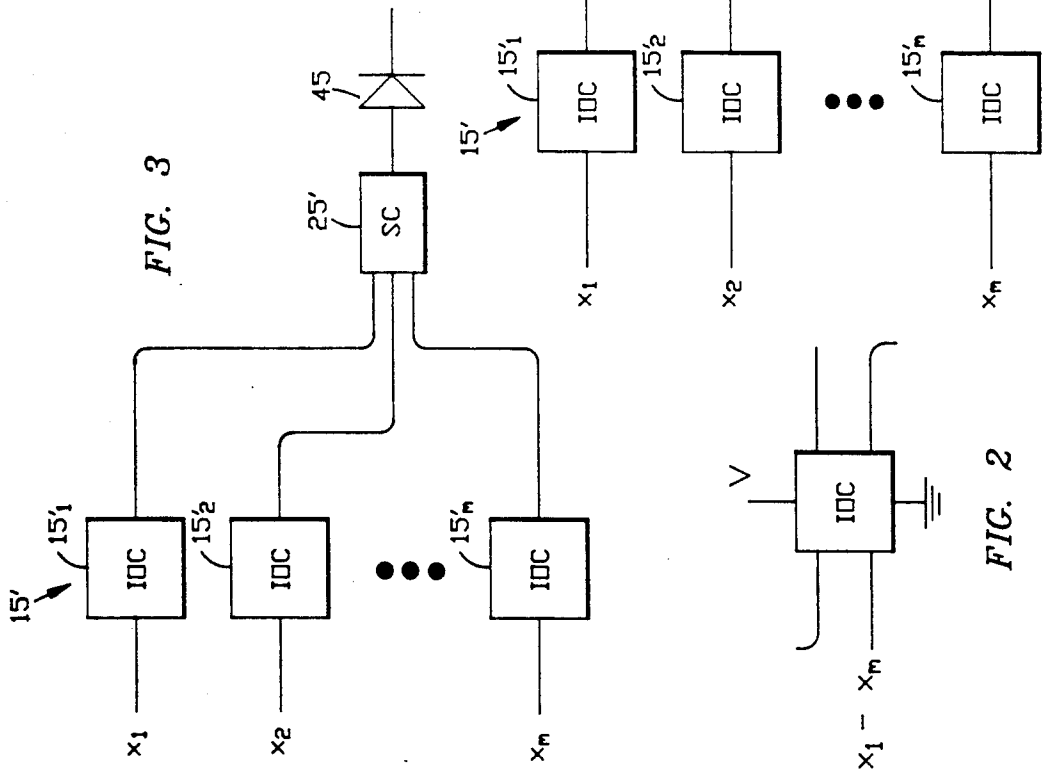 FIG. 3
15'
x1
IOC
15'1
x2
IOC
15'2
xm
IOC
15'm
25'
SC
45
FIG. 2
x1 - xm
V
IOC
15'
x1
IOC
15'1
x2
IOC
15'2
xm
IOC
15'm